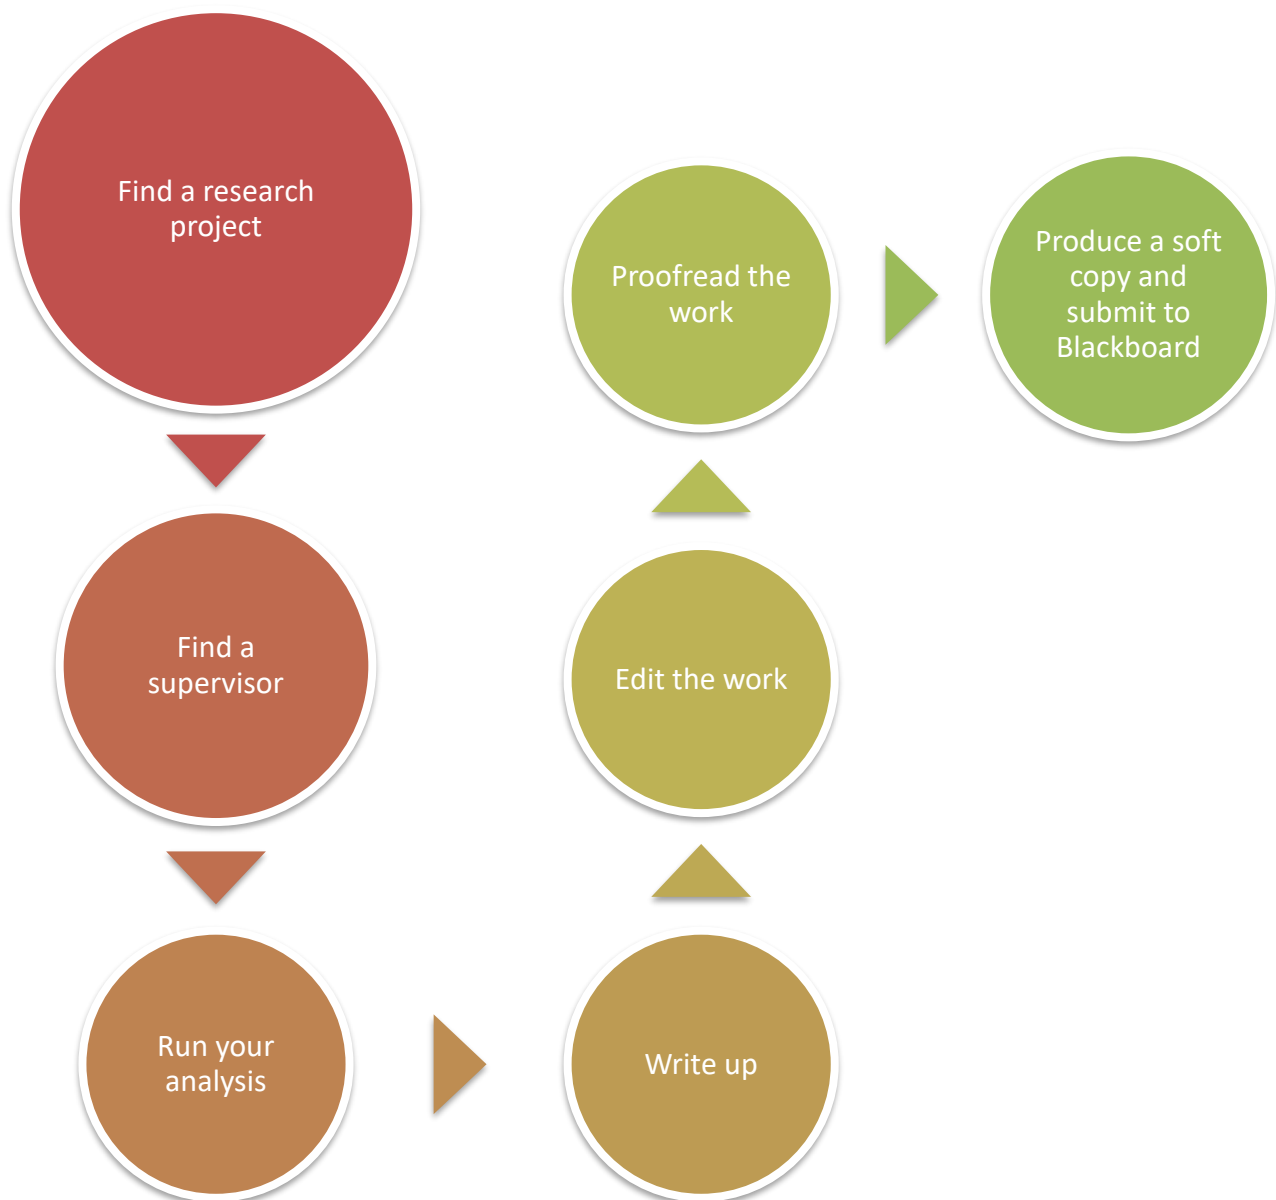 Find a research
project
Find a
supervisor
Run your
analysis
Write up
Edit the work
Proofread the
work
Produce a soft
copy and
submit to
Blackboard